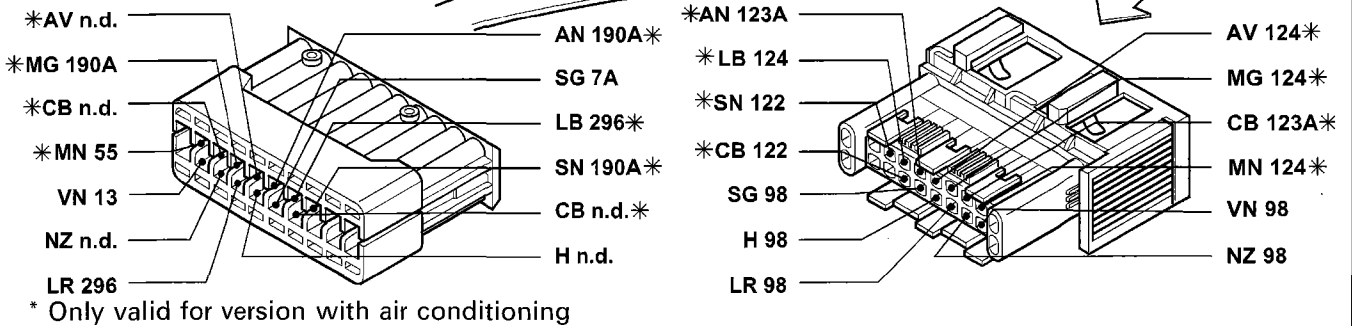 *AV n.d.
*MG 190A
*CB n.d.
*MN 55
VN 13
NZ n.d.
LR 296
AN 190A*
SG 7A
LB 296*
SN 190A*
CB n.d.*
H n.d.
*AN 123A
*LB 124
*SN 122
*CB 122
SG 98
H 98
LR 98
AV 124*
MG 124*
CB 123A*
MN 124*
VN 98
NZ 98
* Only valid for version with air conditioning